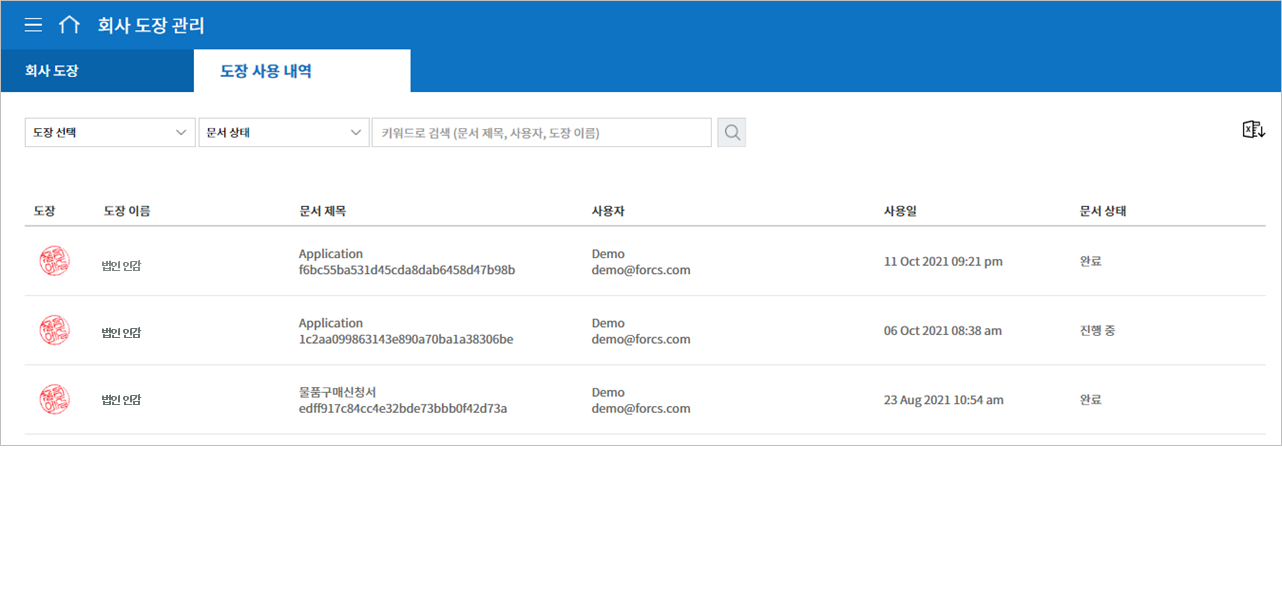 회사 도장 관리
회사 도장
도장 사용 내역
도장 선택
문서 상태
키워드로 검색 (문서 제목, 사용자, 도장 이름)
도장 도장 이름 문서 제목 사용자 사용일 문서 상태
법인 인감
Application
f6bc55ba531d45cda8dab6458d47b98b
Demo
demo@forcs.com
11 Oct 2021 09:21 pm
완료
법인 인감
Application
1c2aa099863143e890a70ba1a38306be
Demo
demo@forcs.com
06 Oct 2021 08:38 am
진행 중
법인 인감
물품구매신청서
edff917c84cc4e32bde73bbb0f42d73a
Demo
demo@forcs.com
23 Aug 2021 10:54 am
완료